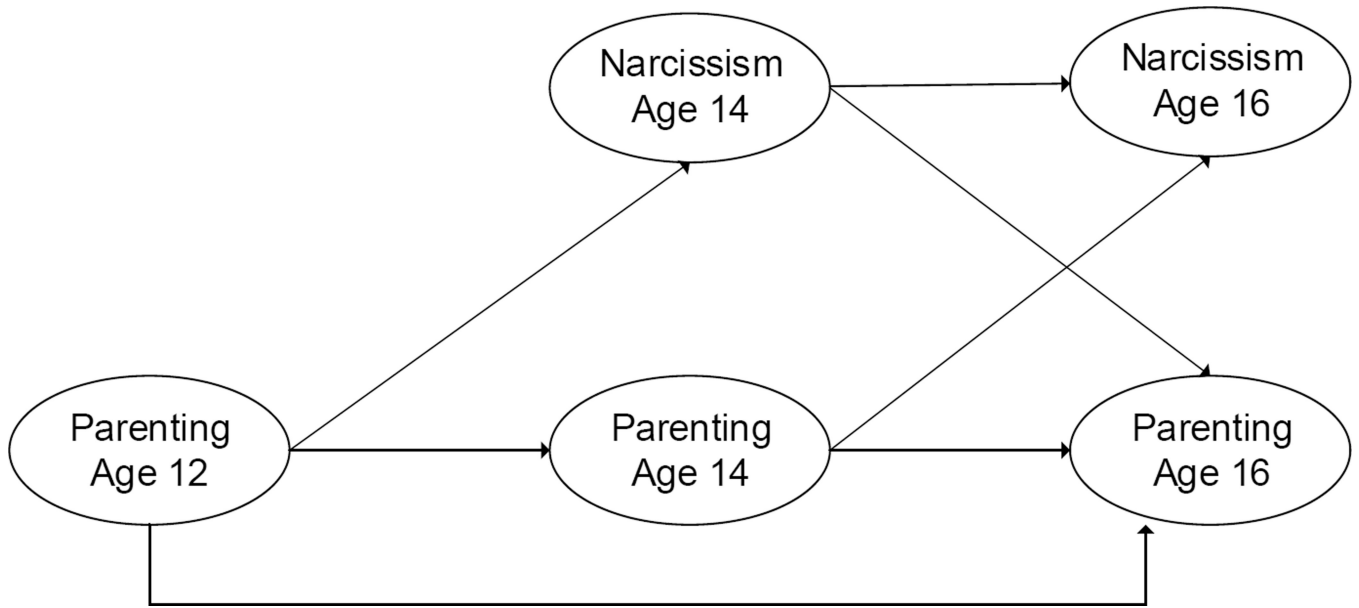 Narcissism
Age 14
Narcissism
Age 16
Parenting
Age 12
Parenting
Age 14
Parenting
Age 16